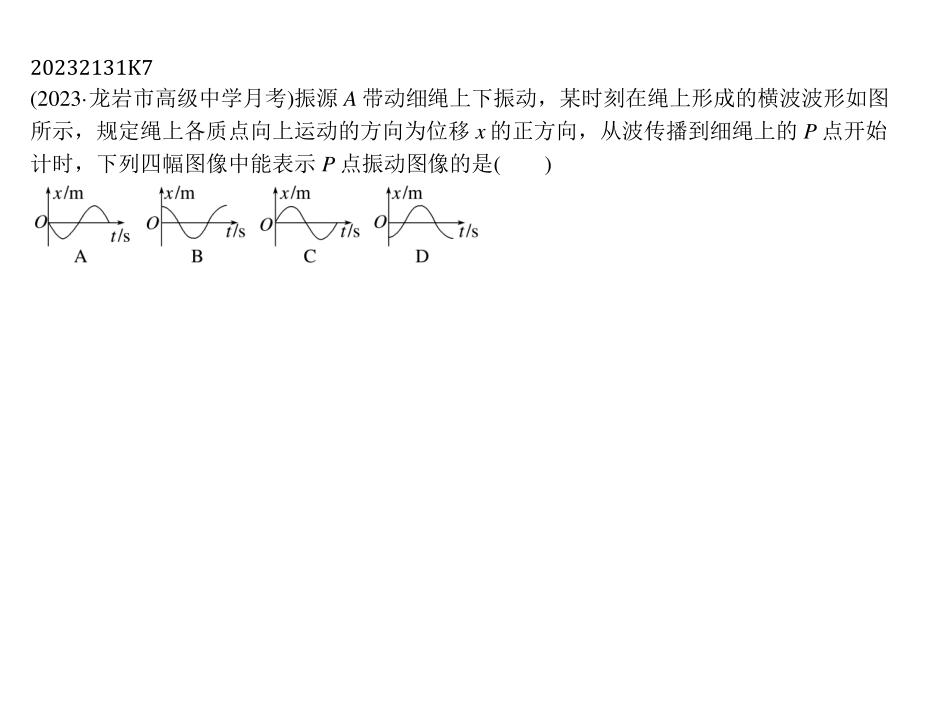 20232131K7
(2023·龙岩市高级中学月考)振源 A 带动细绳上下振动，某时刻在绳上形成的横波波形如图
所示，规定绳上各质点向上运动的方向为位移 x 的正方向，从波传播到细绳上的 P 点开始
计时，下列四幅图像中能表示 P 点振动图像的是(　　)
x/m x/m x/m x/m
O O O O
t/s t/s t/s t/s
A B C D